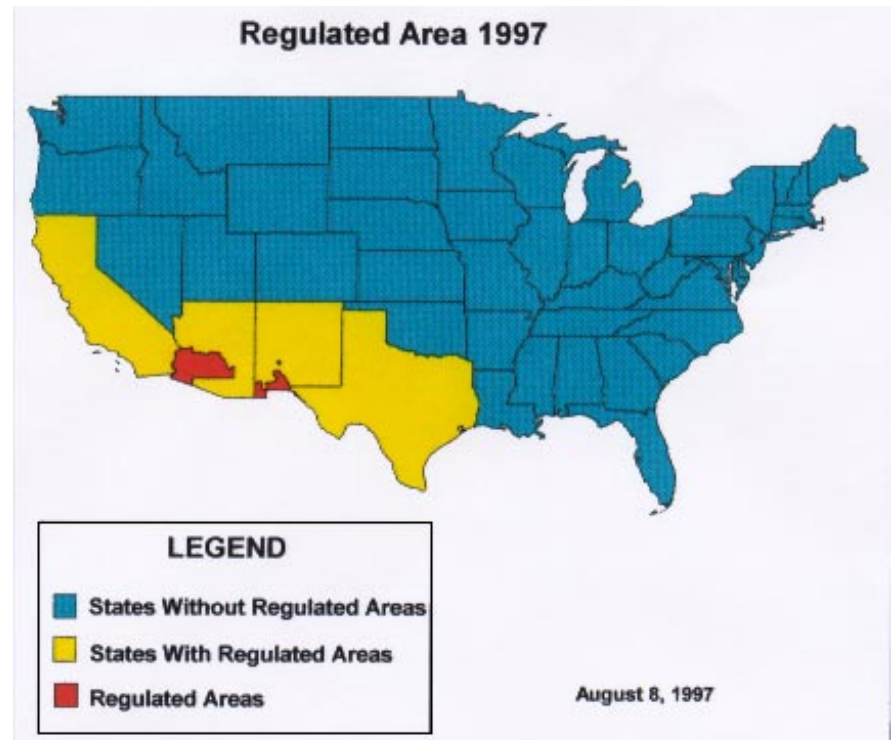 Regulated Area 1997
LEGEND
States Without Regulated Areas
States With Regulated Areas
Regulated Areas
August 8, 1997